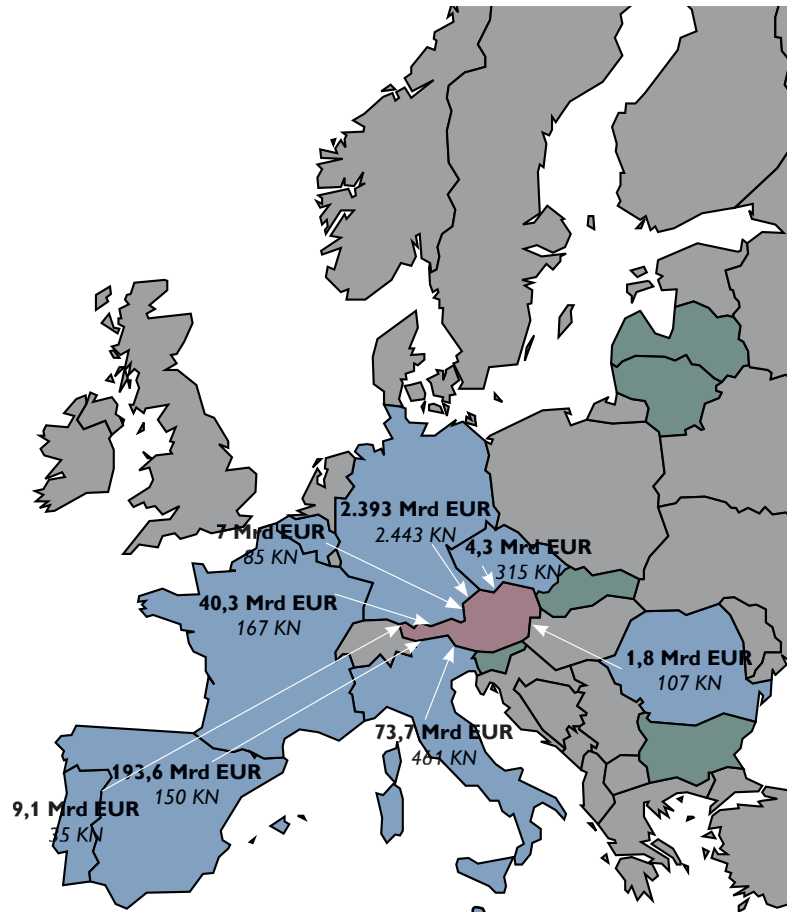 2.393 Mrd EUR
2.443 KN
7 Mrd EUR
85 KN
4,3 Mrd EUR
315 KN
40,3 Mrd EUR
167 KN
1,8 Mrd EUR
107 KN
73,7 Mrd EUR
461 KN
193,6 Mrd EUR
150 KN
9,1 Mrd EUR
35 KN